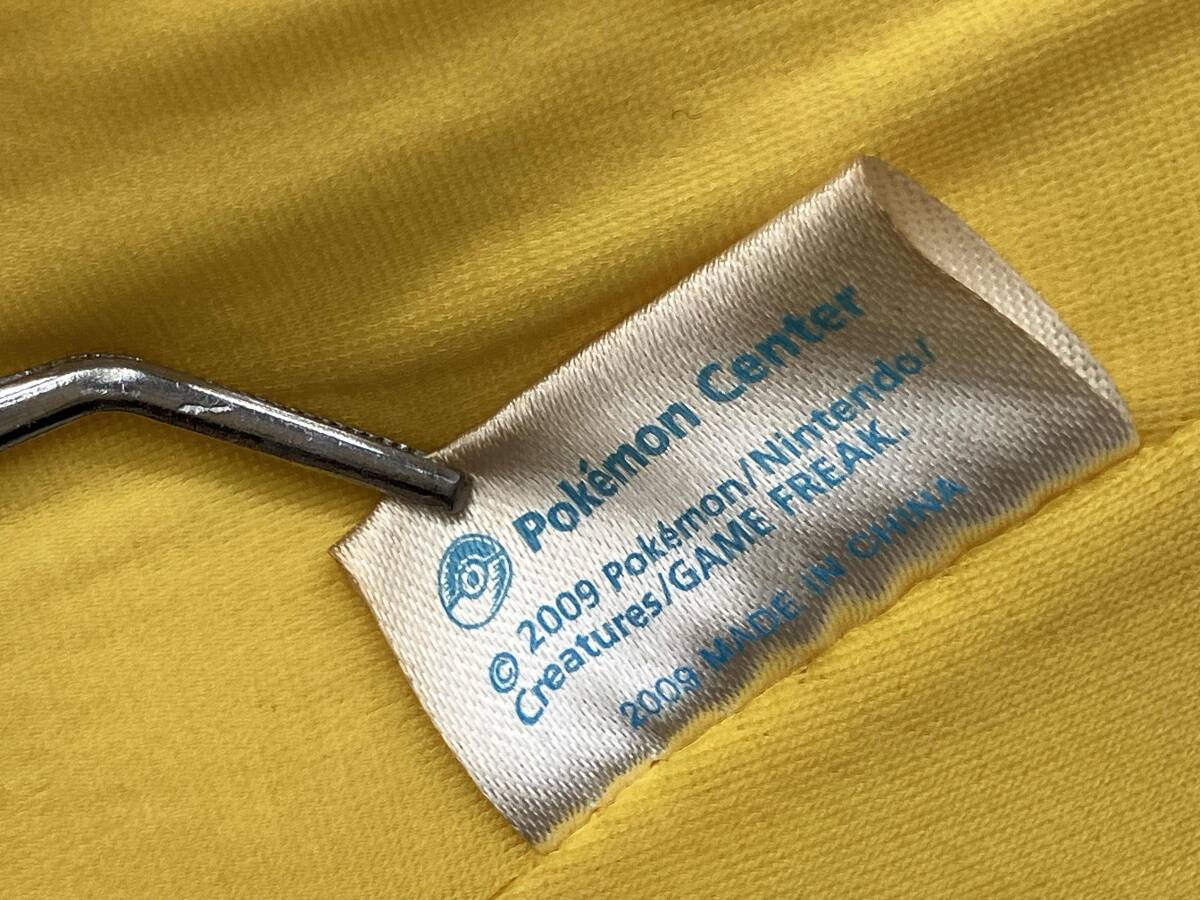 Pokémon Center
© 2009 Pokémon/Nintendo/
Creatures/GAME FREAK.
2009 MADE IN CHINA